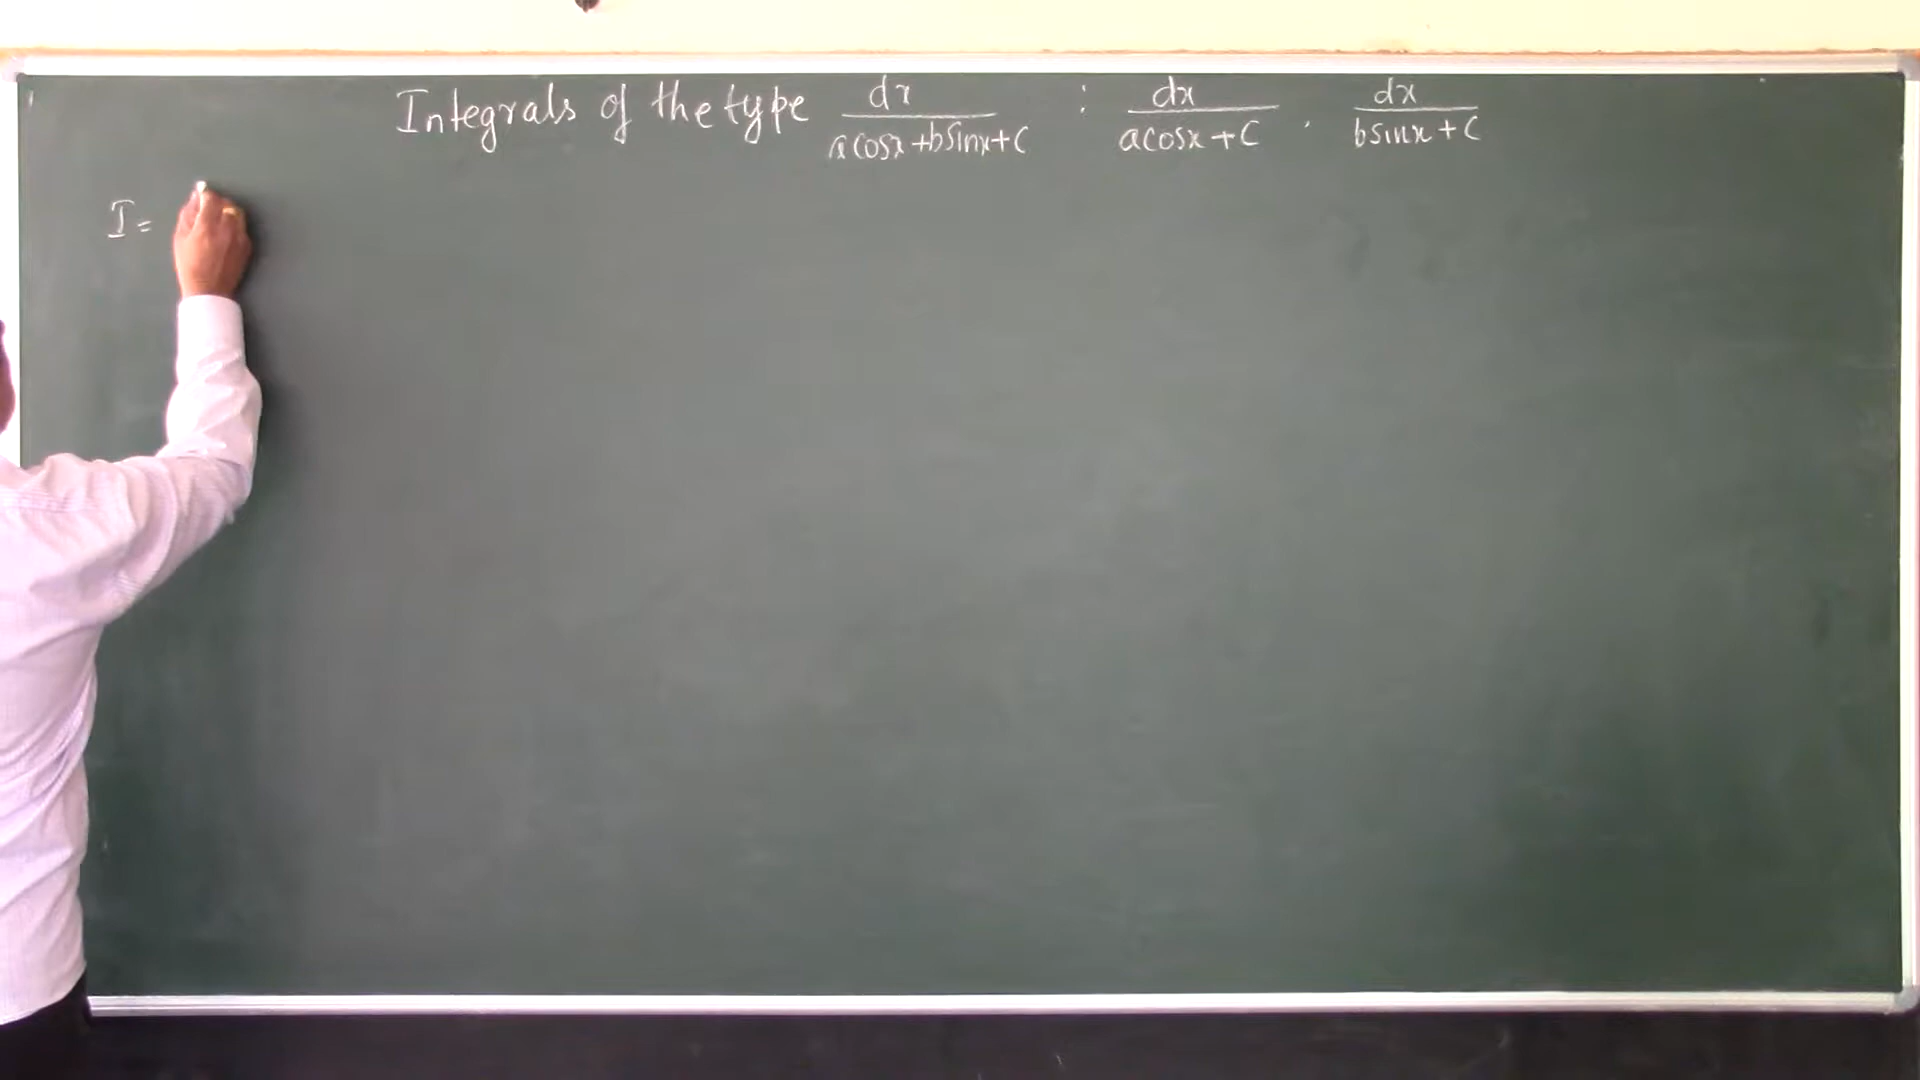 Integrals of the type dx/(acosx+bsinx+c) : dx/(acosx+c) , dx/(bsinx+c)
I =